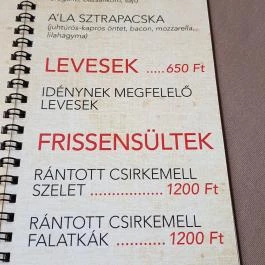 A'LA SZTRAPACSKA
(juhtúrós-kapros öntet, bacon, mozzarella,
lilahagyma)
LEVESEK .....650 Ft
IDÉNYNEK MEGFELELŐ
LEVESEK
FRISSENSÜLTEK
RÁNTOTT CSIRKEMELL
SZELET ................. 1200 Ft
RÁNTOTT CSIRKEMELL
FALATKÁK ........... 1200 Ft